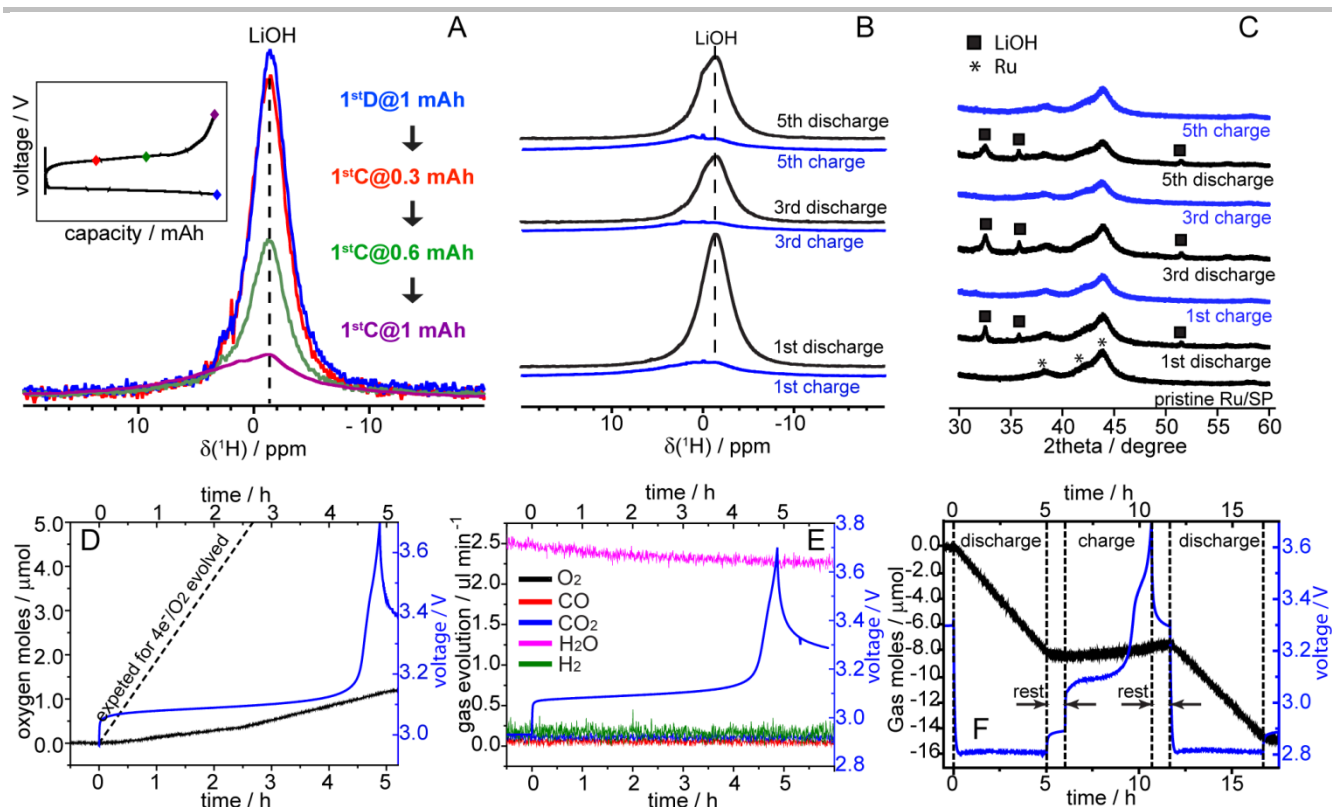 A
LiOH
voltage / V
capacity / mAh
1ˢᵗD@1 mAh
1ˢᵗC@0.3 mAh
1ˢᵗC@0.6 mAh
1ˢᵗC@1 mAh
10 0 -10
δ(¹H) / ppm
B
LiOH
5th discharge
5th charge
3rd discharge
3rd charge
1st discharge
1st charge
10 0 -10
δ(¹H) / ppm
C
■ LiOH
* Ru
5th charge
5th discharge
3rd charge
3rd discharge
1st charge
1st discharge
* * *
pristine Ru/SP
30 35 40 45 50 55 60
2theta / degree
time / h
0 1 2 3 4 5
D
oxygen moles / μmol
5.0
4.0
3.0
2.0
1.0
0.0
expeted for 4e⁻/O2 evolved
3.6
3.4
3.2
3.0
voltage / V
0 1 2 3 4 5
time / h
time / h
0 1 2 3 4 5
E
gas evolution / ul min⁻¹
2.5
2.0
1.5
1.0
0.5
0.0
O₂
CO
CO₂
H₂O
H₂
3.8
3.6
3.4
3.2
3.0
2.8
voltage / V
0 1 2 3 4 5
time / h
time / h
0 5 10 15
Gas moles / μmol
0.0
-2.0
-4.0
-6.0
-8.0
-10.0
-12
-14
-16
discharge charge discharge
rest rest
F
3.6
3.4
3.2
3.0
2.8
voltage / V
0 5 10 15
time / h